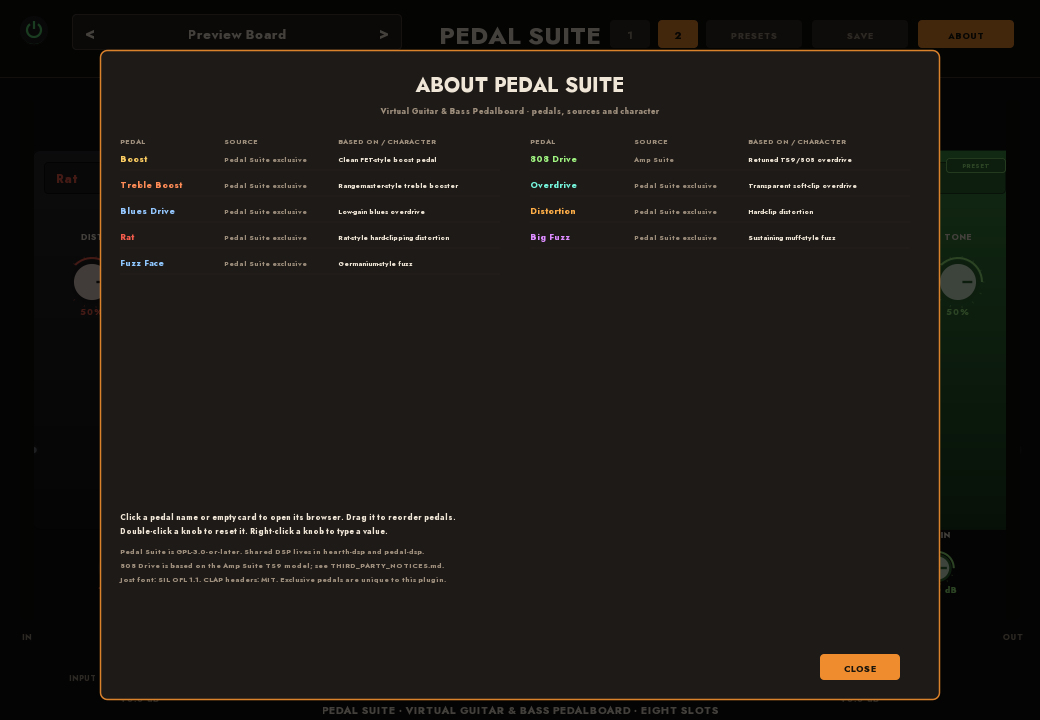 < Preview Board >
PEDAL SUITE
1
2
PRESETS
SAVE
ABOUT
ABOUT PEDAL SUITE
Virtual Guitar & Bass Pedalboard - pedals, sources and character
PEDAL SOURCE BASED ON / CHARACTER PEDAL SOURCE BASED ON / CHARACTER
Boost Pedal Suite exclusive Clean FET-style boost pedal 808 Drive Amp Suite Retuned TS9/808 overdrive
Treble Boost Pedal Suite exclusive Rangemaster-style treble booster Overdrive Pedal Suite exclusive Transparent soft-clip overdrive
Blues Drive Pedal Suite exclusive Low-gain blues overdrive Distortion Pedal Suite exclusive Hard-clip distortion
Rat Pedal Suite exclusive Rat-style hard-clipping distortion Big Fuzz Pedal Suite exclusive Sustaining muff-style fuzz
Fuzz Face Pedal Suite exclusive Germanium-style fuzz
Rat
PRESET
DIST
TONE
50%
50%
Click a pedal name or empty card to open its browser. Drag it to reorder pedals.
Double-click a knob to reset it. Right-click a knob to type a value.
Pedal Suite is GPL-3.0-or-later. Shared DSP lives in hearth-dsp and pedal-dsp.
808 Drive is based on the Amp Suite TS9 model; see THIRD_PARTY_NOTICES.md.
Jost font: SIL OFL 1.1. CLAP headers: MIT. Exclusive pedals are unique to this plugin.
IN
dB
IN
OUT
CLOSE
INPUT
PEDAL SUITE · VIRTUAL GUITAR & BASS PEDALBOARD · EIGHT SLOTS